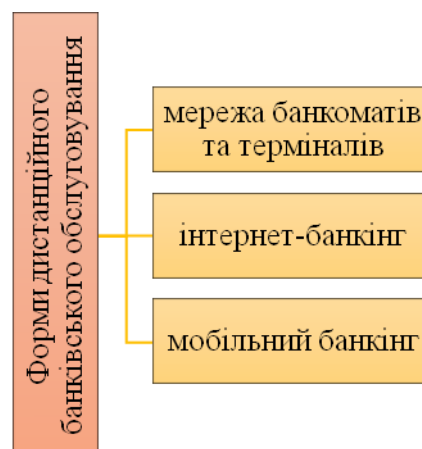 Форми дистанційного
банківського обслуговування
мережа банкоматів
та терміналів
інтернет-банкінг
мобільний банкінг